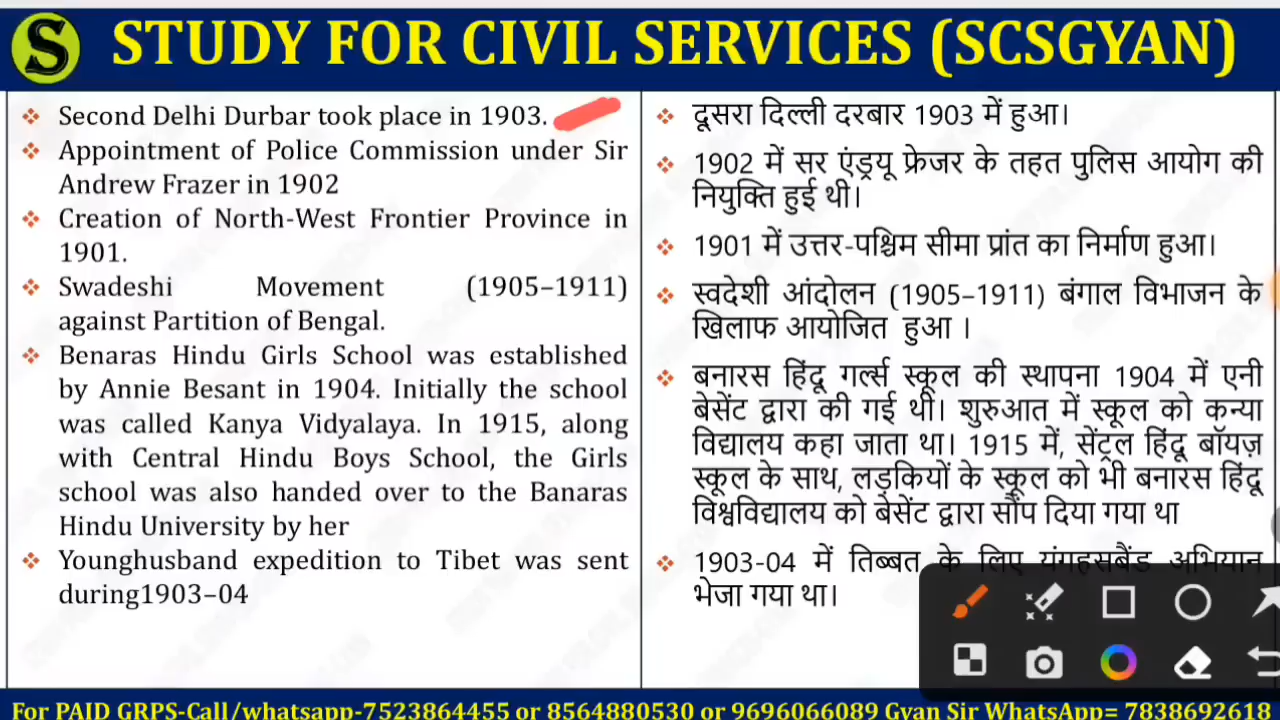 S STUDY FOR CIVIL SERVICES (SCSGYAN)
Second Delhi Durbar took place in 1903.
Appointment of Police Commission under Sir
Andrew Frazer in 1902
Creation of North-West Frontier Province in
1901.
Swadeshi Movement (1905–1911)
against Partition of Bengal.
Benaras Hindu Girls School was established
by Annie Besant in 1904. Initially the school
was called Kanya Vidyalaya. In 1915, along
with Central Hindu Boys School, the Girls
school was also handed over to the Banaras
Hindu University by her
Younghusband expedition to Tibet was sent
during1903–04
दूसरा दिल्ली दरबार 1903 में हुआ।
1902 में सर एंड्रयू फ्रेजर के तहत पुलिस आयोग की
नियुक्ति हुई थी।
1901 में उत्तर-पश्चिम सीमा प्रांत का निर्माण हुआ।
स्वदेशी आंदोलन (1905–1911) बंगाल विभाजन के
खिलाफ आयोजित हुआ ।
बनारस हिंदू गर्ल्स स्कूल की स्थापना 1904 में एनी
बेसेंट द्वारा की गई थी। शुरुआत में स्कूल को कन्या
विद्यालय कहा जाता था। 1915 में, सेंट्रल हिंदू बॉयज़
स्कूल के साथ, लड़कियों के स्कूल को भी बनारस हिंदू
विश्वविद्यालय को बेसेंट द्वारा सौंप दिया गया था
1903-04 में तिब्बत के लिए यंगहसबैंड अभियान
भेजा गया था।
For PAID GRPS-Call/whatsapp-7523864455 or 8564880530 or 9696066089 Gyan Sir WhatsApp= 7838692618